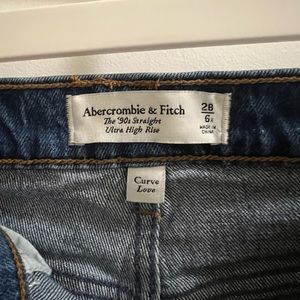 Abercrombie & Fitch
The '90s Straight
Ultra High Rise
28
6R
MADE IN
CHINA
Curve
Love